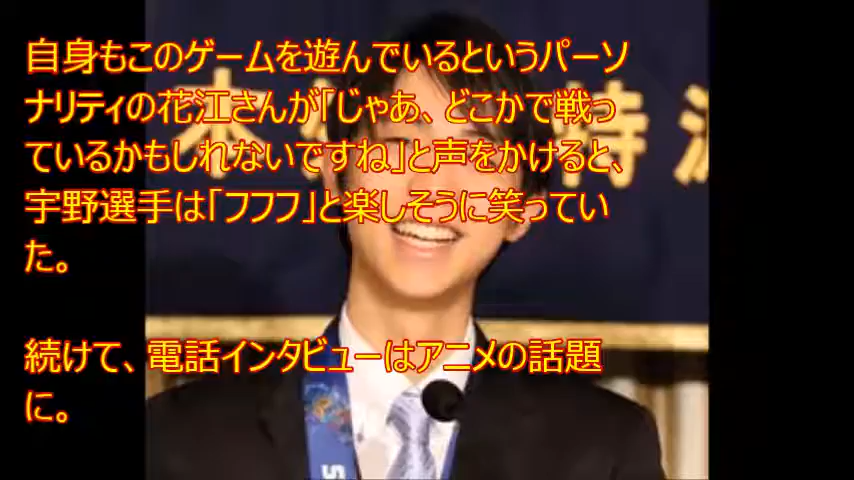 自身もこのゲームを遊んでいるというパーソ
ナリティの花江さんが「じゃあ、どこかで戦っ
ているかもしれないですね」と声をかけると、
宇野選手は「フフフ」と楽しそうに笑ってい
た。
続けて、電話インタビューはアニメの話題
に。
本
特
S